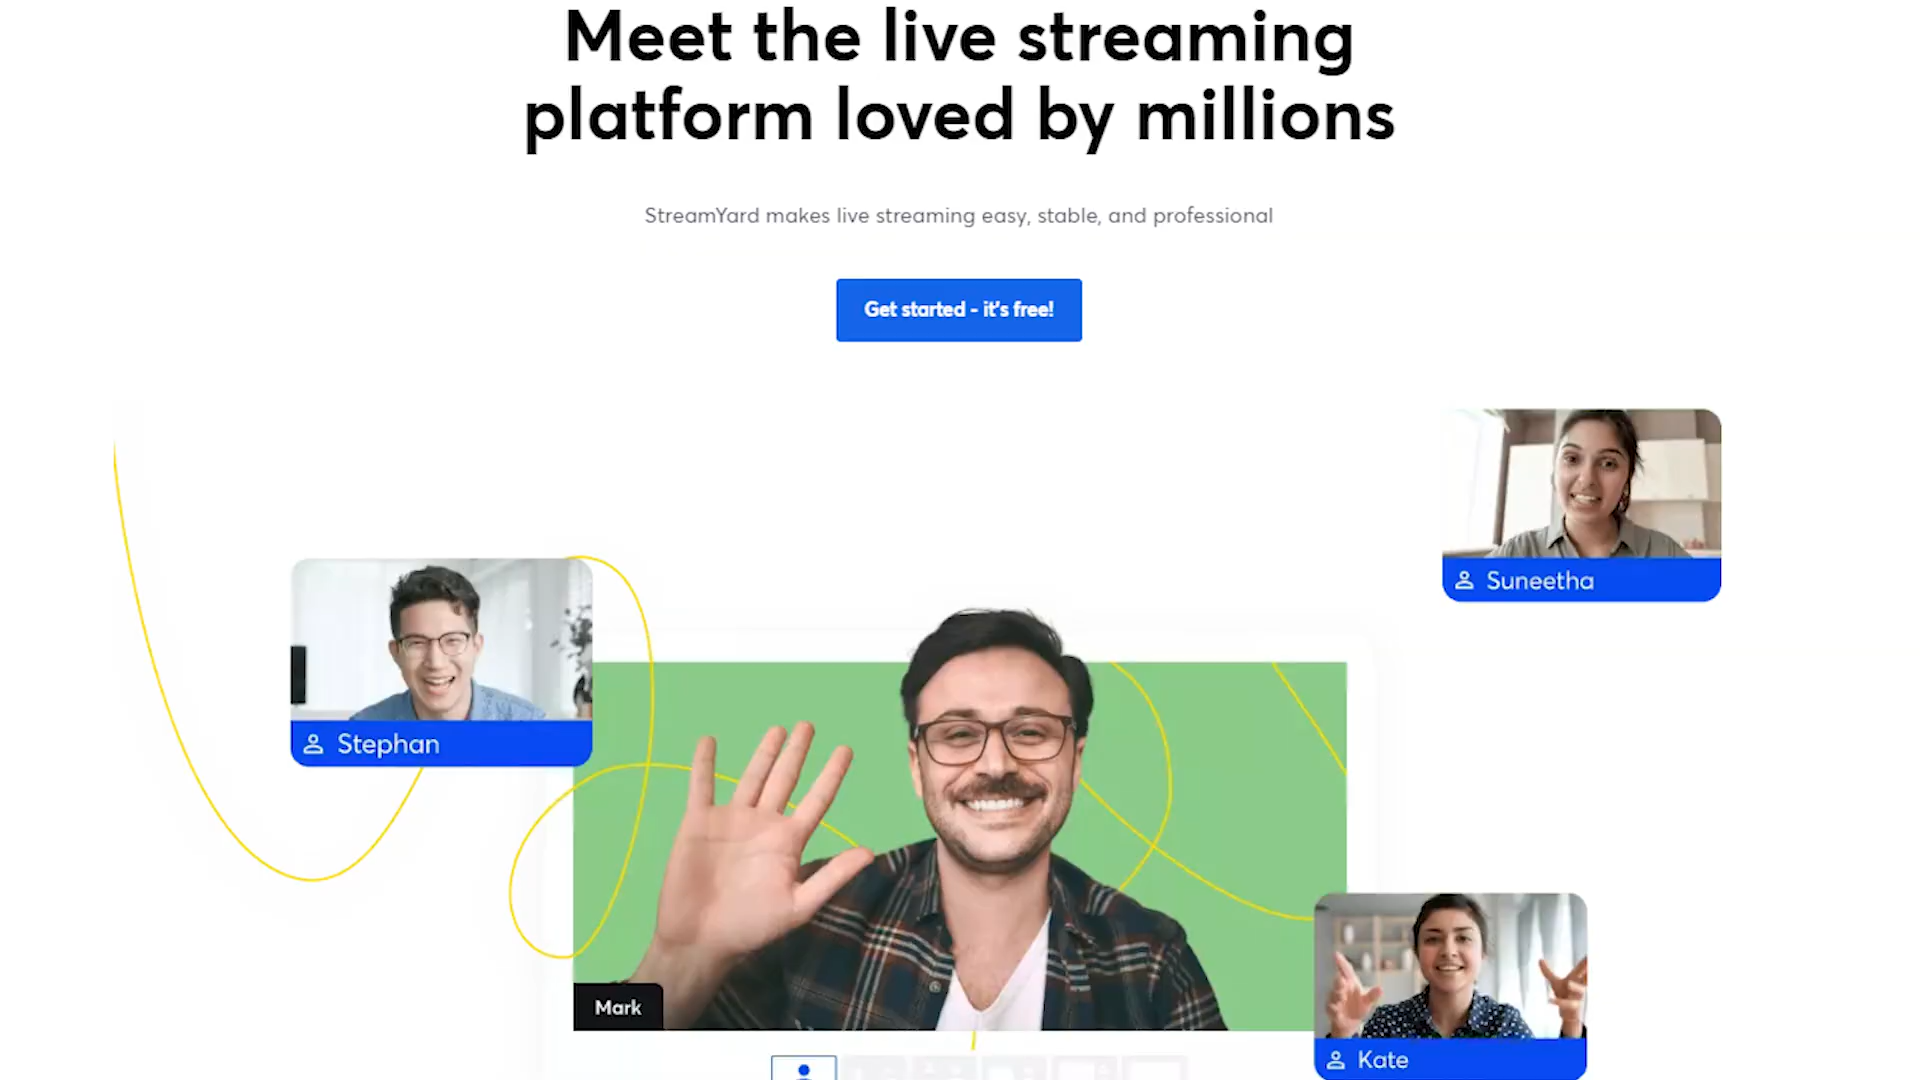 Meet the live streaming
platform loved by millions
StreamYard makes live streaming easy, stable, and professional
Get started - it's free!
Suneetha
Stephan
Mark
Kate